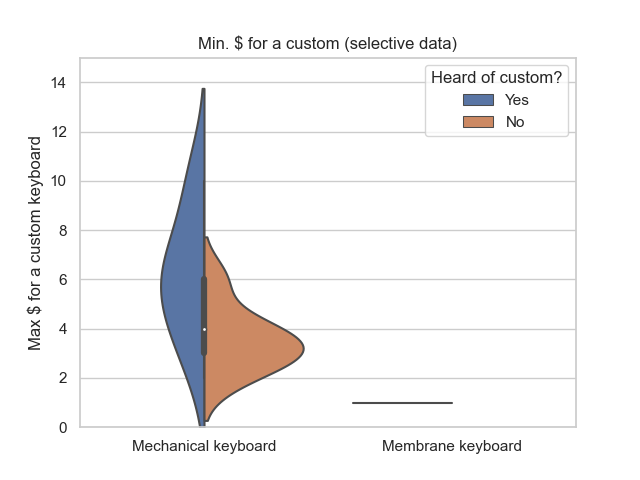 Min. $ for a custom (selective data)
Heard of custom?
Yes
No
Max $ for a custom keyboard
14
12
10
8
6
4
2
0
Mechanical keyboard
Membrane keyboard